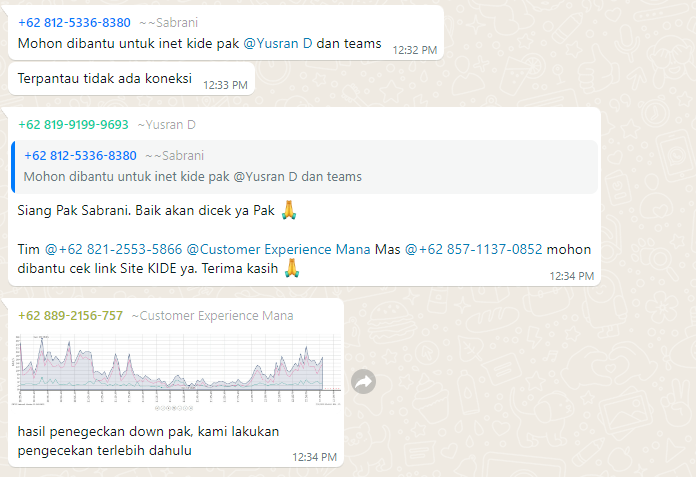 +62 812-5336-8380 ~~Sabrani
Mohon dibantu untuk inet kide pak @Yusran D dan teams
12:32 PM
Terpantau tidak ada koneksi
12:33 PM
+62 819-9199-9693 ~Yusran D
+62 812-5336-8380 ~~Sabrani
Mohon dibantu untuk inet kide pak @Yusran D dan teams
Siang Pak Sabrani. Baik akan dicek ya Pak 🙏
Tim @+62 821-2553-5866 @Customer Experience Mana Mas @+62 857-1137-0852 mohon
dibantu cek link Site KIDE ya. Terima kasih 🙏
12:34 PM
+62 889-2156-757 ~Customer Experience Mana
hasil penegeckan down pak, kami lakukan
pengecekan terlebih dahulu
12:34 PM